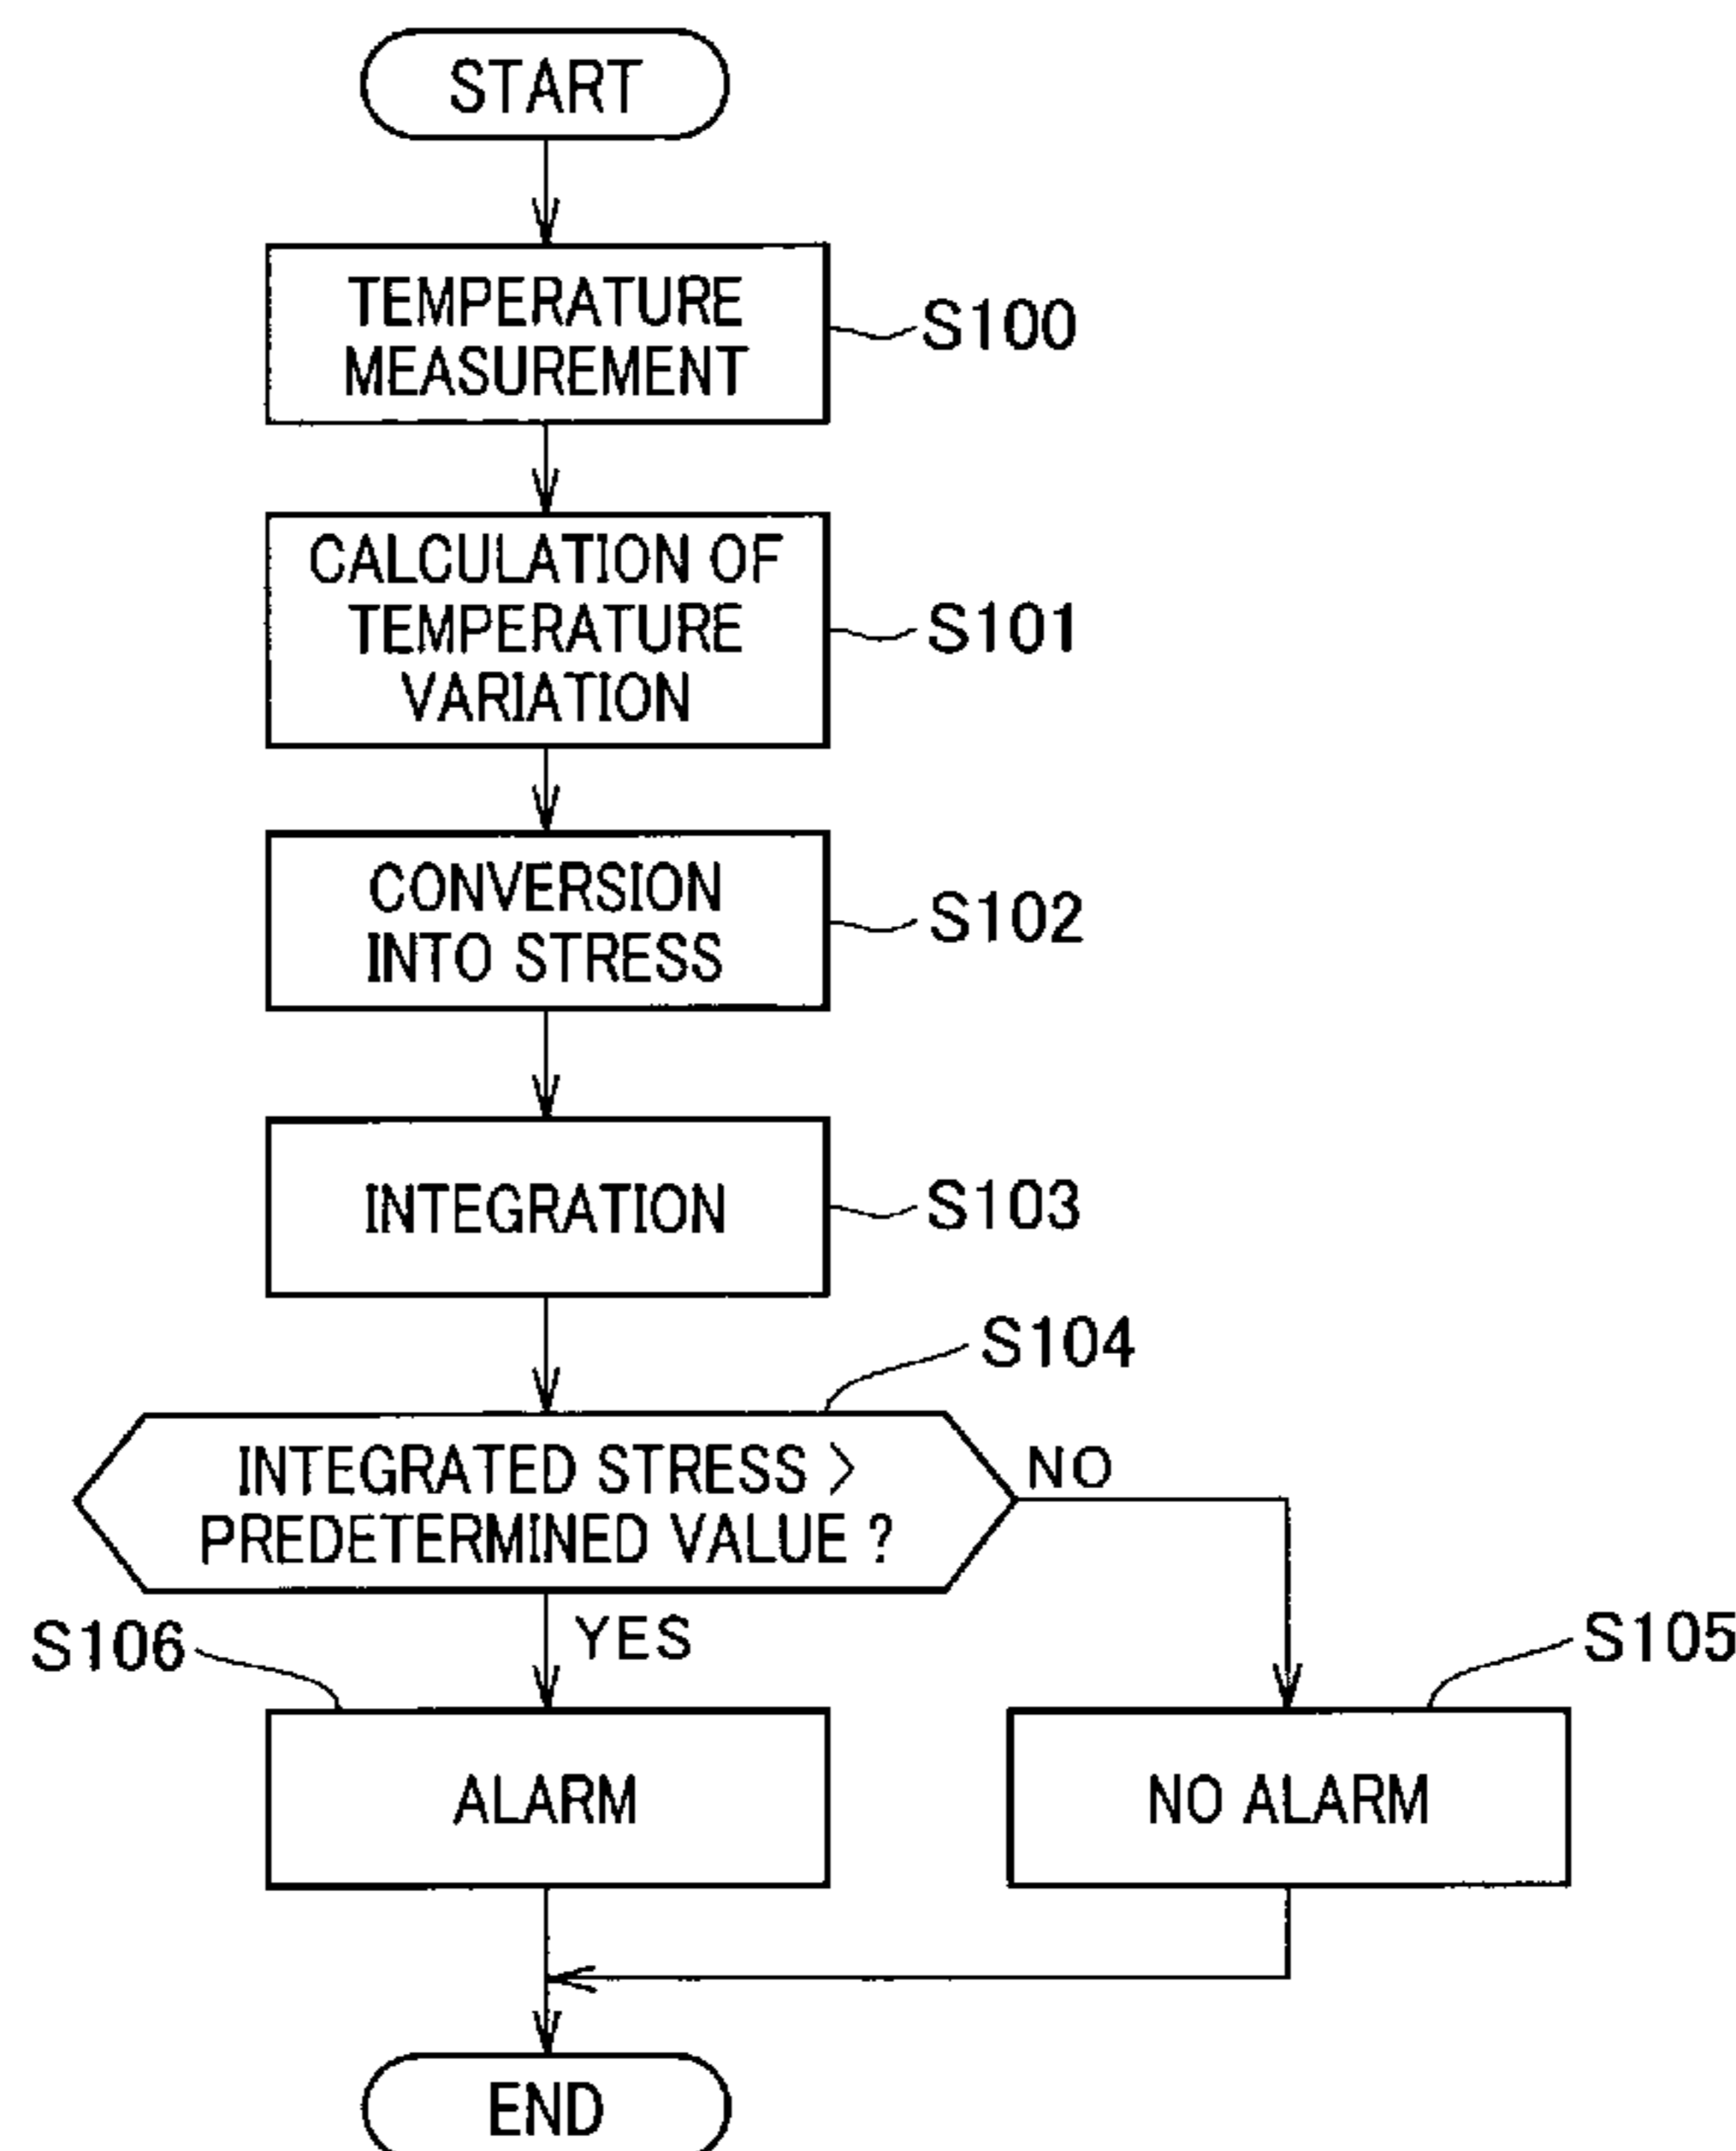 START
TEMPERATURE
MEASUREMENT
S100
CALCULATION OF
TEMPERATURE
VARIATION
S101
CONVERSION
INTO STRESS
S102
INTEGRATION
S103
S104
INTEGRATED STRESS >
PREDETERMINED VALUE ?
NO
YES
S106
S105
ALARM
NO ALARM
END